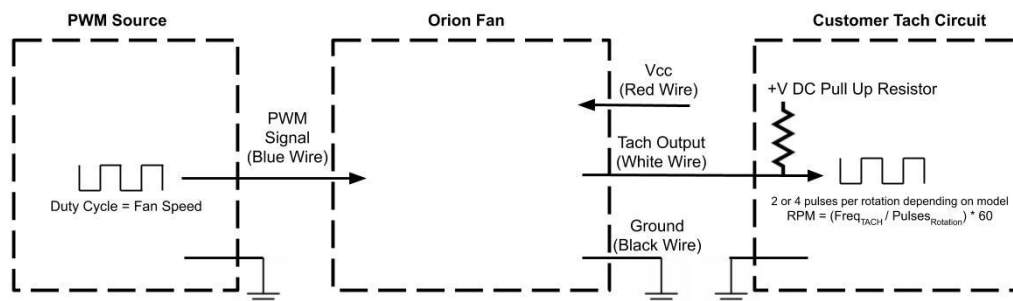 PWM Source
Orion Fan
Customer Tach Circuit
Vcc
(Red Wire)
+V DC Pull Up Resistor
PWM
Signal
(Blue Wire)
Tach Output
(White Wire)
Duty Cycle = Fan Speed
2 or 4 pulses per rotation depending on model
RPM = (FreqTACH / PulsesRotation) * 60
Ground
(Black Wire)